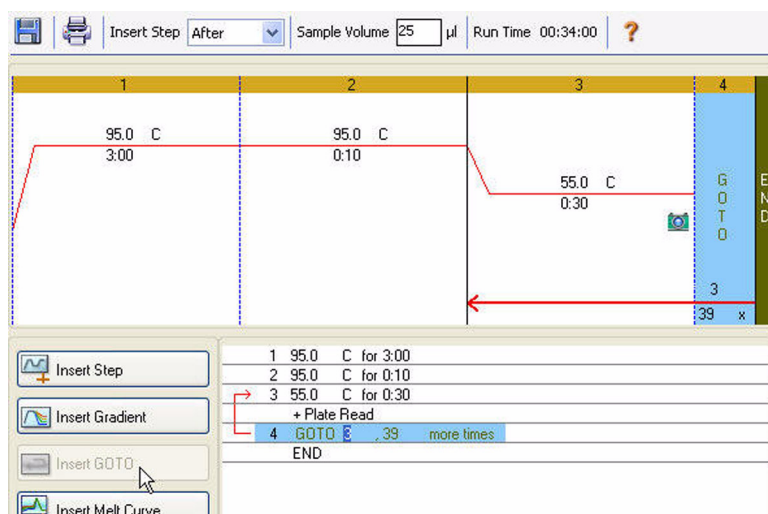 Insert Step After Sample Volume 25 µl Run Time 00:34:00 ?
1 2 3 4
95.0 C 95.0 C
3:00 0:10
55.0 C
0:30
GOTO
3
39 x
Insert Step
Insert Gradient
Insert GOTO
Insert Melt Curve
1 95.0 C for 3:00
2 95.0 C for 0:10
3 55.0 C for 0:30
+ Plate Read
4 GOTO 3 , 39 more times
END